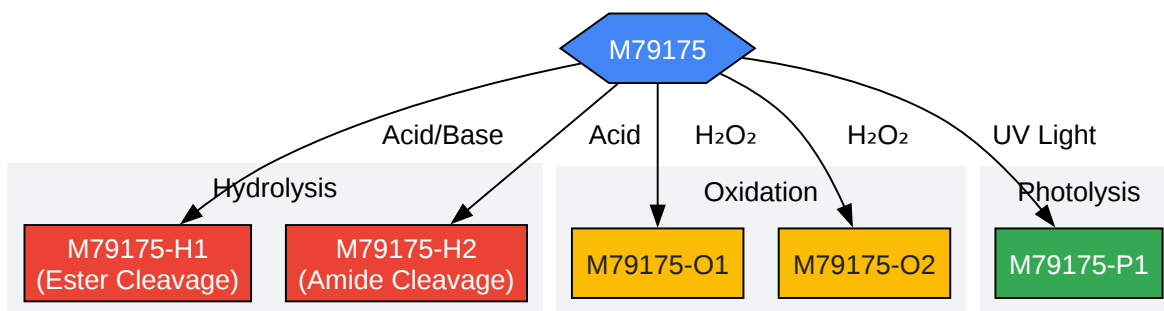 M79175
Acid/Base
Acid
H₂O₂
H₂O₂
UV Light
Hydrolysis
Oxidation
Photolysis
M79175-H1
(Ester Cleavage)
M79175-H2
(Amide Cleavage)
M79175-O1
M79175-O2
M79175-P1